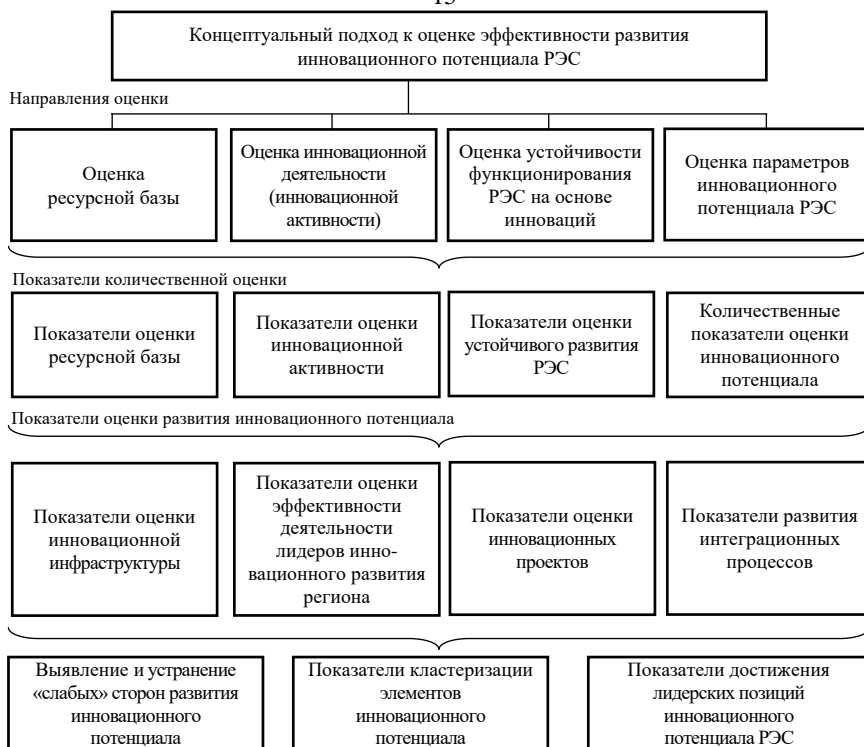 Концептуальный подход к оценке эффективности развития
инновационного потенциала РЭС
Направления оценки
Оценка
ресурсной базы
Оценка инновационной
деятельности
(инновационной
активности)
Оценка устойчивости
функционирования
РЭС на основе
инноваций
Оценка параметров
инновационного
потенциала РЭС
Показатели количественной оценки
Показатели оценки
ресурсной базы
Показатели оценки
инновационной
активности
Показатели оценки
устойчивого развития
РЭС
Количественные
показатели оценки
инновационного
потенциала
Показатели оценки развития инновационного потенциала
Показатели оценки
инновационной
инфраструктуры
Показатели оценки
эффективности
деятельности
лидеров инно-
вационного развития
региона
Показатели оценки
инновационных
проектов
Показатели развития
интеграционных
процессов
Выявление и устранение
«слабых» сторон развития
инновационного
потенциала
Показатели кластеризации
элементов
инновационного
потенциала
Показатели достижения
лидерских позиций
инновационного
потенциала РЭС